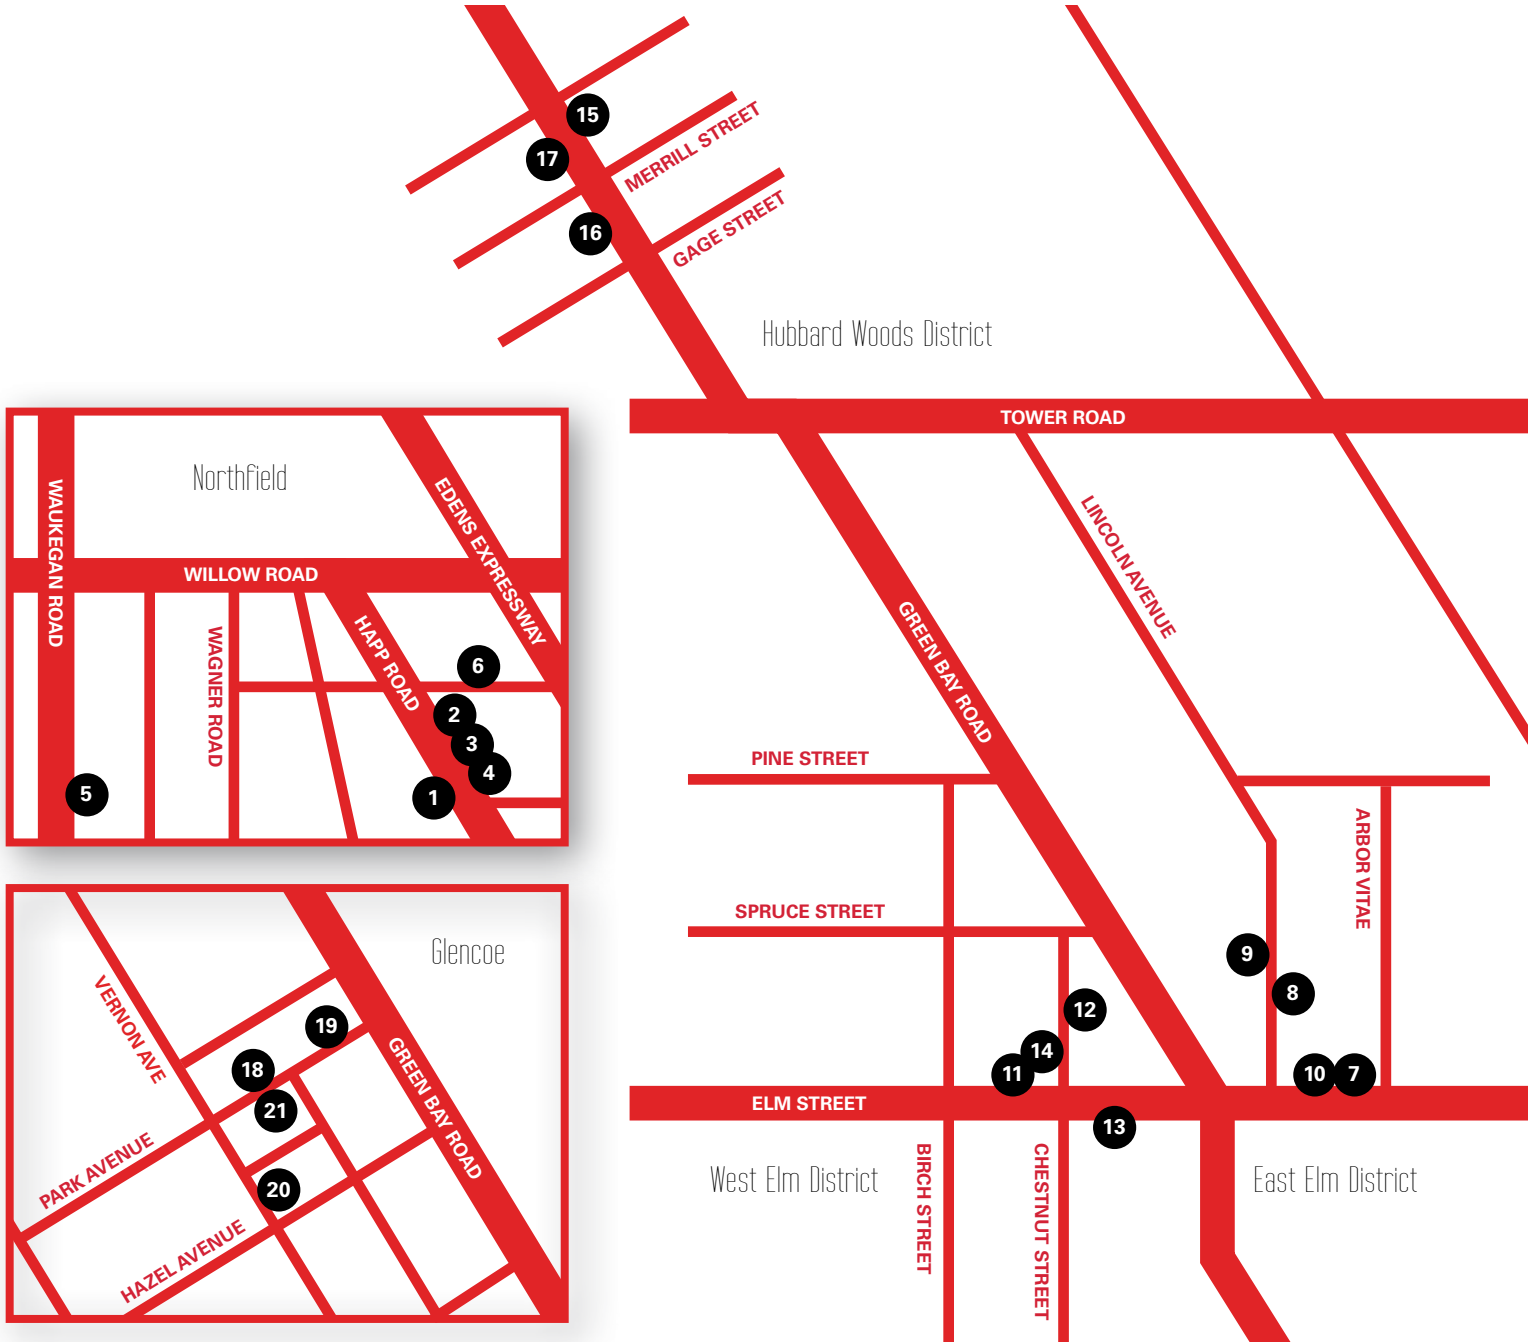 15
17
MERRILL STREET
16
GAGE STREET
Hubbard Woods District
TOWER ROAD
LINCOLN AVENUE
GREEN BAY ROAD
PINE STREET
SPRUCE STREET
ARBOR VITAE
9
8
12
14
11
10
7
ELM STREET
13
West Elm District
BIRCH STREET
CHESTNUT STREET
East Elm District
Northfield
WAUKEGAN ROAD
EDENS EXPRESSWAY
WILLOW ROAD
WAGNER ROAD
HAPP ROAD
6
2
3
4
5
1
Glencoe
VERNON AVE
19
18
21
GREEN BAY ROAD
PARK AVENUE
20
HAZEL AVENUE